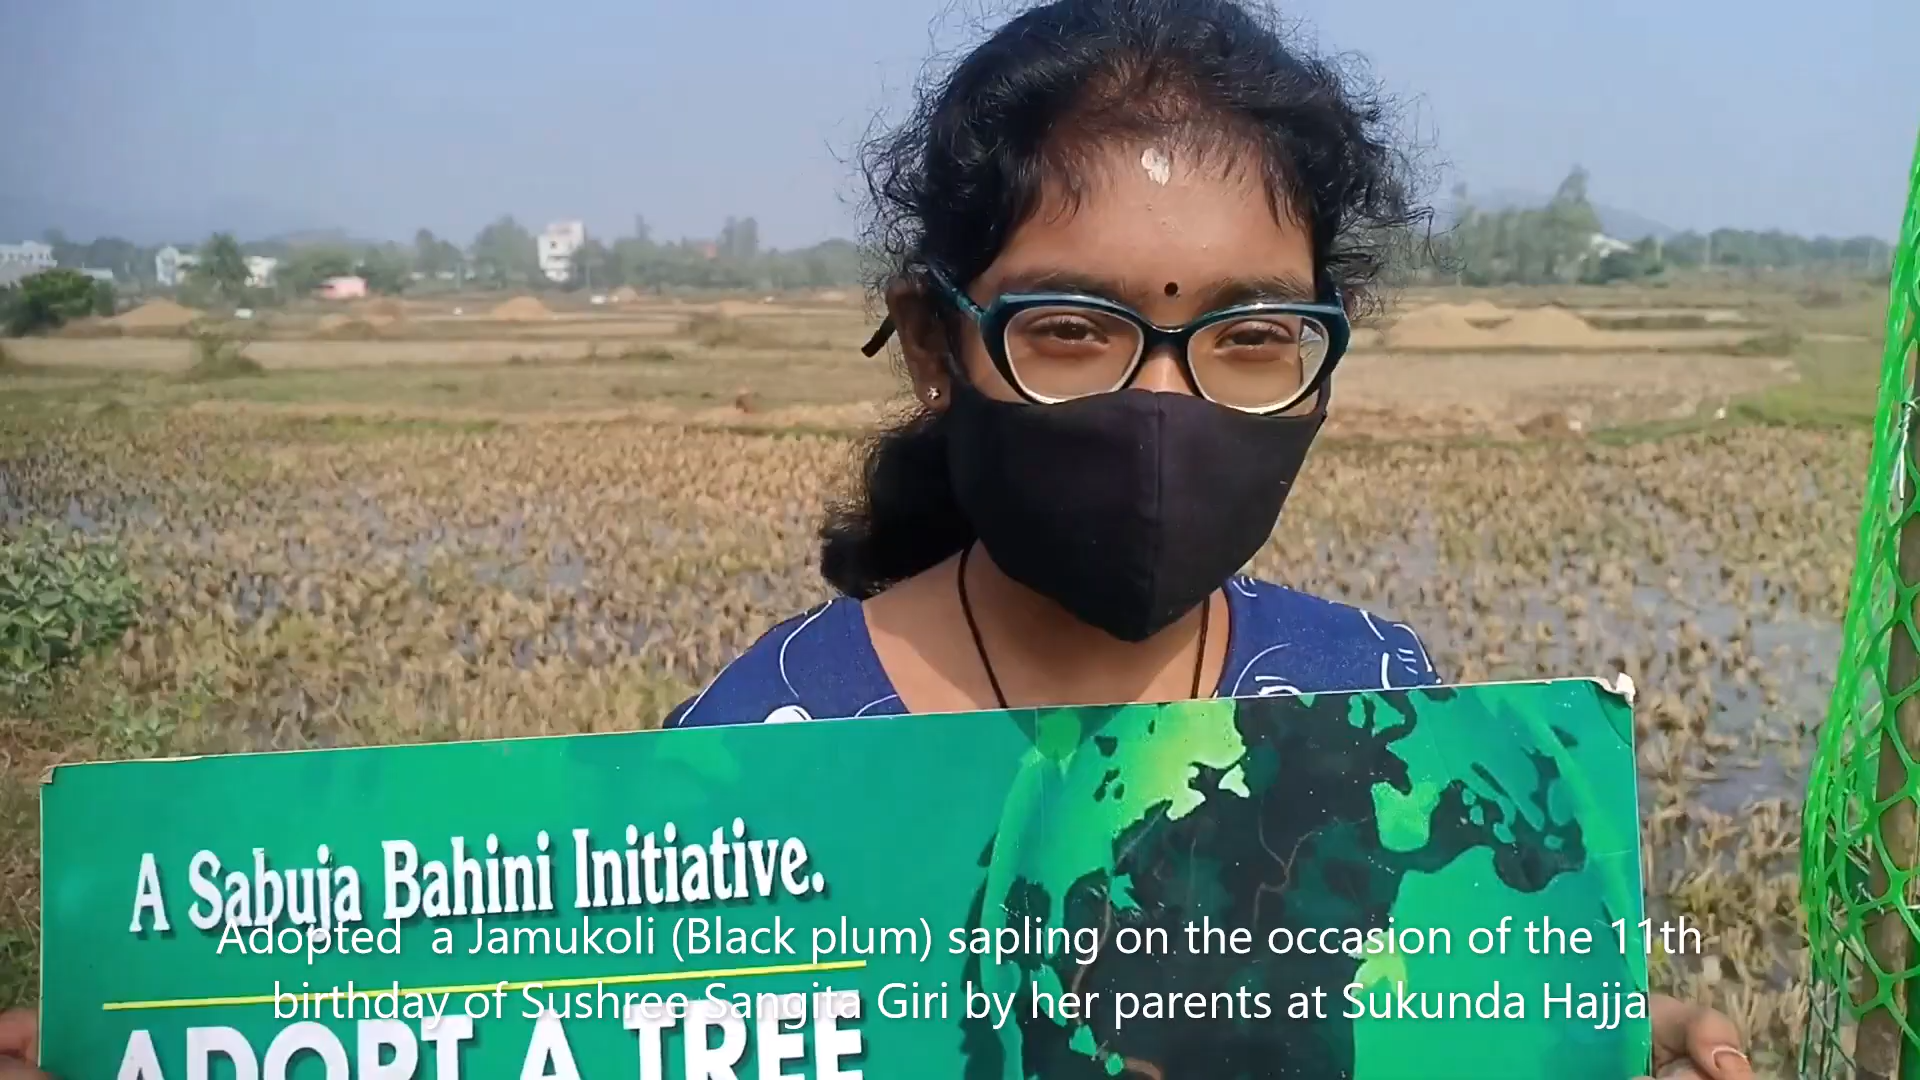 A Sabuja Bahini Initiative.
ADOPT A TREE
Adopted a Jamukoli (Black plum) sapling on the occasion of the 11th
birthday of Sushree Sangita Giri by her parents at Sukunda Hajja